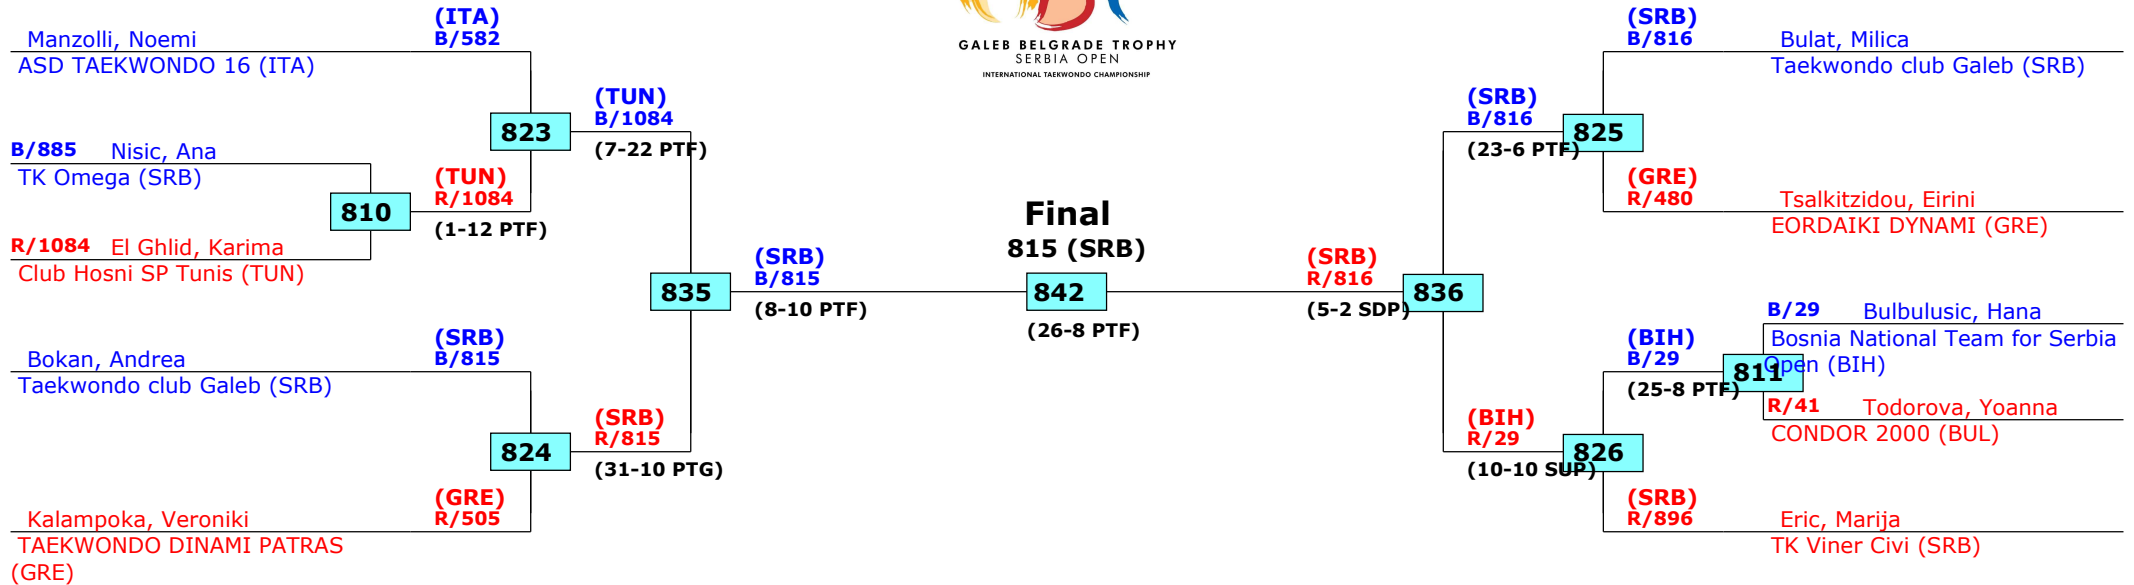 GALEB BELGRADE TROPHY
SERBIA OPEN
INTERNATIONAL TAEKWONDO CHAMPIONSHIP
(ITA)
Manzolli, Noemi B/582
ASD TAEKWONDO 16 (ITA)
(TUN)
823 B/1084
(7-22 PTF)
B/885 Nisic, Ana
TK Omega (SRB)
(TUN)
810 R/1084
(1-12 PTF)
R/1084 El Ghlid, Karima
Club Hosni SP Tunis (TUN)
(SRB)
835 B/815
(8-10 PTF)
(SRB)
Bokan, Andrea B/815
Taekwondo club Galeb (SRB)
(SRB)
824 R/815
(31-10 PTG)
(GRE)
Kalampoka, Veroniki R/505
TAEKWONDO DINAMI PATRAS
(GRE)
Final
815 (SRB)
842
(26-8 PTF)
(SRB)
B/816 Bulat, Milica
Taekwondo club Galeb (SRB)
(SRB)
B/816 825
(23-6 PTF)
(GRE)
R/480 Tsalkitzidou, Eirini
EORDAIKI DYNAMI (GRE)
(SRB)
R/816 836
(5-2 SDP)
B/29 Bulbulusic, Hana
Bosnia National Team for Serbia
Open (BIH)
(BIH)
B/29 811
(25-8 PTF)
R/41 Todorova, Yoanna
CONDOR 2000 (BUL)
(BIH)
R/29 826
(10-10 SUP)
(SRB)
R/896 Eric, Marija
TK Viner Civi (SRB)